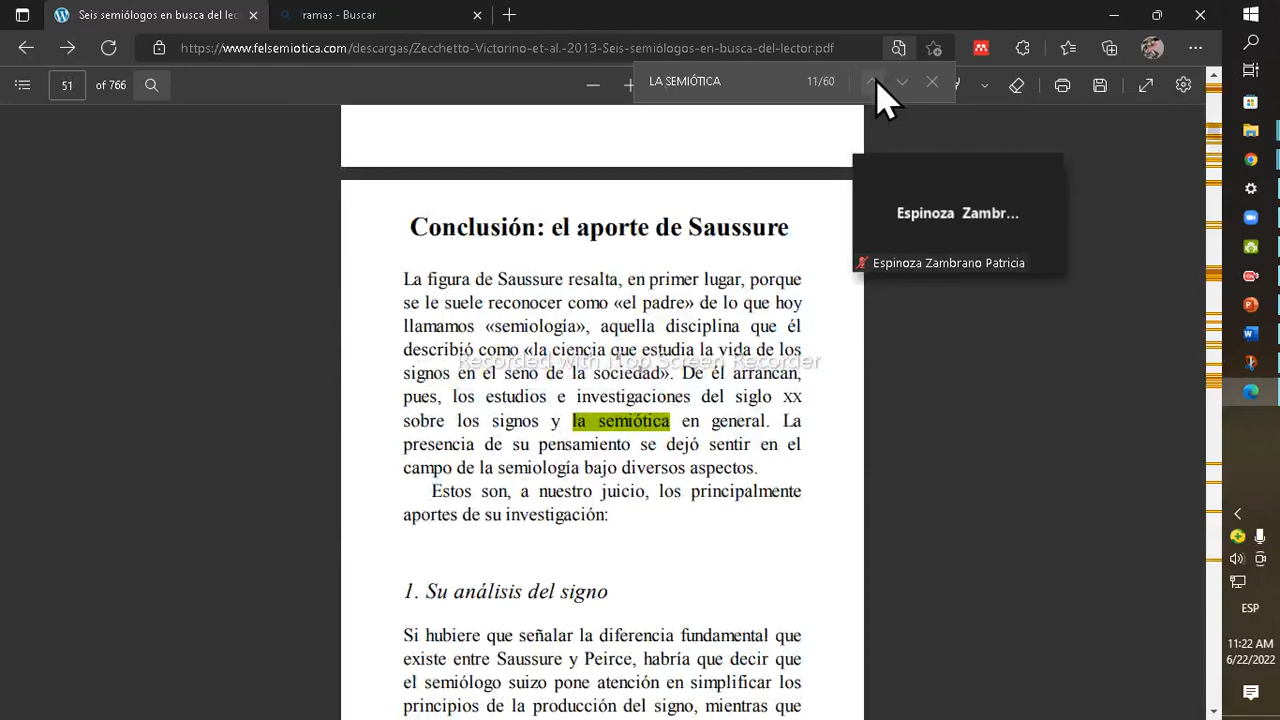 Seis semiólogos en busca del lec
Tramas - Buscar
https://www.felsemiotica.com/descargas/Zecchetto-Victorino-et-al.-2013-Seis-semiólogos-en-busca-del-lector.pdf
51 of 766
LA SEMIÓTICA 11/60
Espinoza Zambr...
Espinoza Zambrano Patricia
Conclusión: el aporte de Saussure
La figura de Saussure resalta, en primer lugar, porque
se le suele reconocer como «el padre» de lo que hoy
llamamos «semiología», aquella disciplina que él
describió como «la ciencia que estudia la vida de los
Recorded with iTop Screen Recorder
signos en el seno de la sociedad». De él arrancan,
pues, los estudios e investigaciones del siglo XX
sobre los signos y la semiótica en general. La
presencia de su pensamiento se dejó sentir en el
campo de la semiología bajo diversos aspectos.
Estos son, a nuestro juicio, los principalmente
aportes de su investigación:
1. Su análisis del signo
Si hubiere que señalar la diferencia fundamental que
existe entre Saussure y Peirce, habría que decir que
el semiólogo suizo pone atención en simplificar los
principios de la producción del signo, mientras que
ESP
11:22 AM
6/22/2022